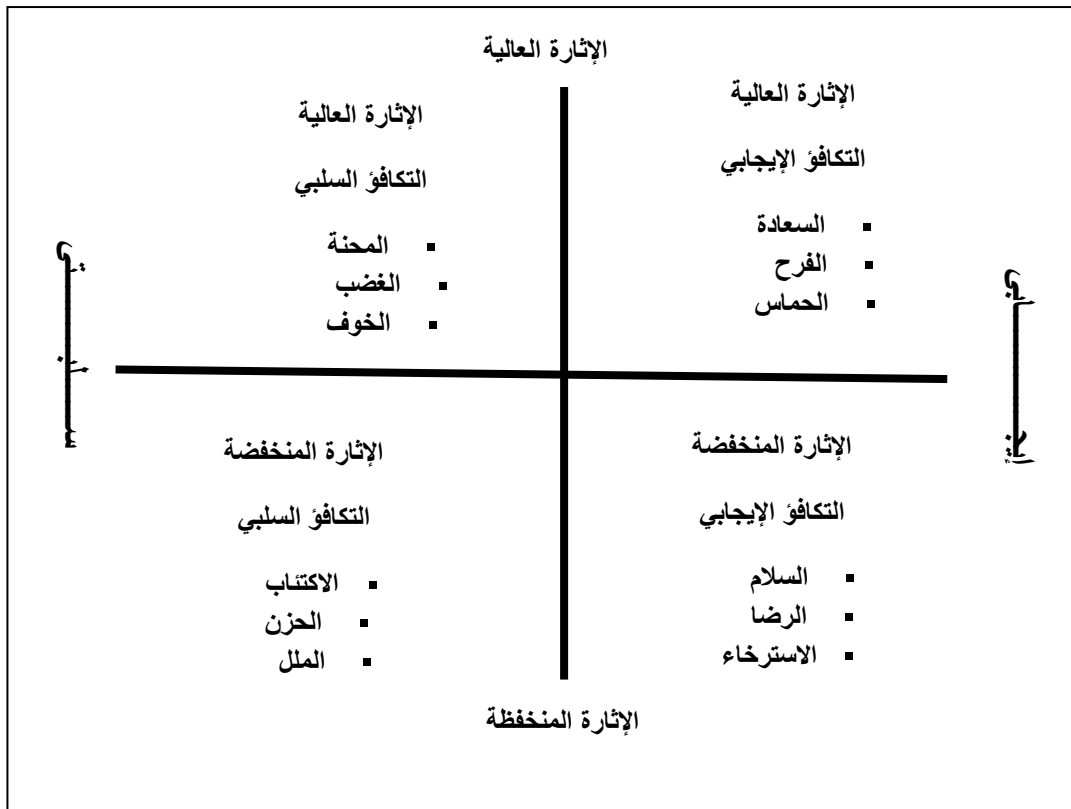 الإثارة العالية
الإثارة العالية
التكافؤ الإيجابي
السعادة
الفرح
الحماس
الإثارة العالية
التكافؤ السلبي
المحنة
الغضب
الخوف
إيجــــابى
الإثارة المنخفضة
التكافؤ الإيجابي
السلام
الرضا
الاسترخاء
الإثارة المنخفضة
التكافؤ السلبي
الاكتئاب
الحزن
الملل
الإثارة المنخفظة